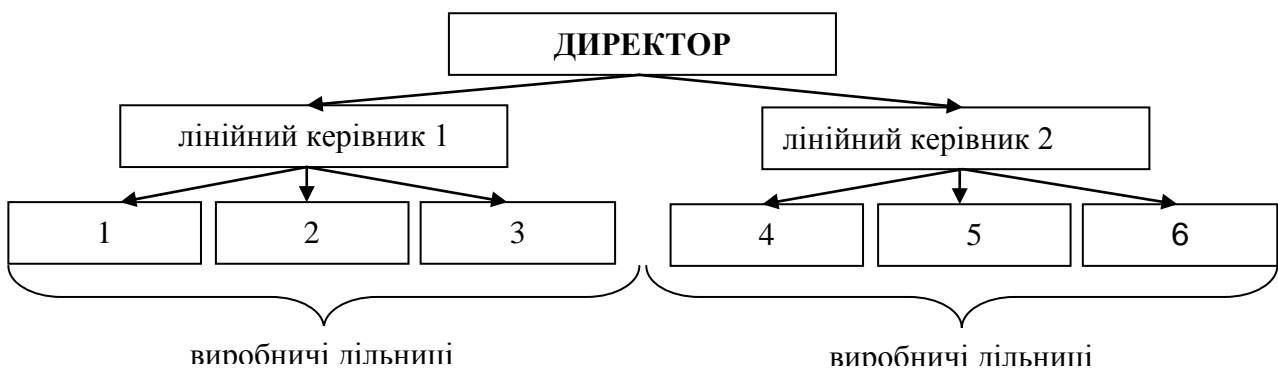 ДИРЕКТОР
лінійний керівник 1
лінійний керівник 2
1 2 3 4 5 6
виробничі дільниці
виробничі дільниці